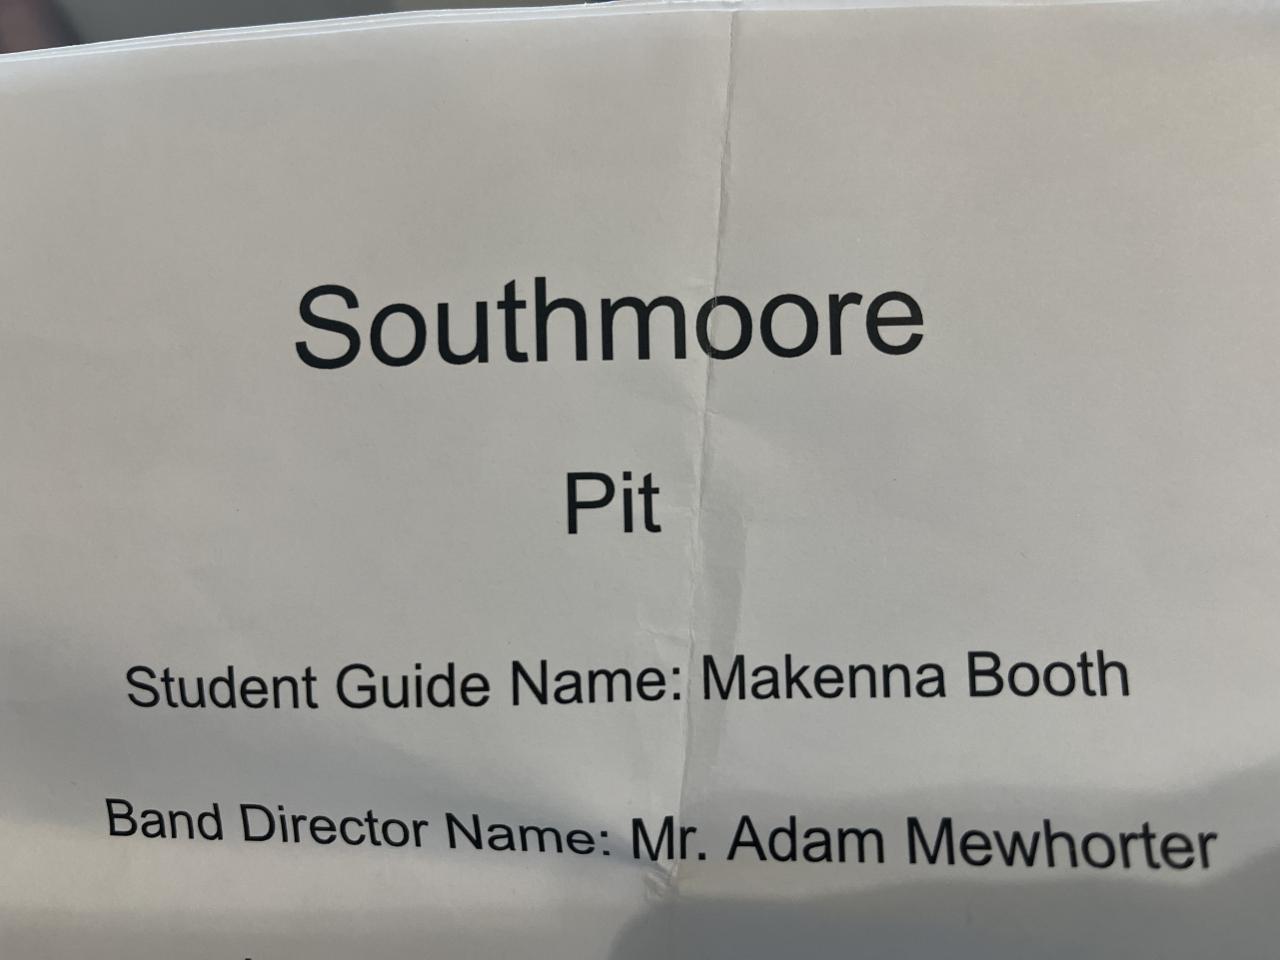 Southmoore
Pit
Student Guide Name: Makenna Booth
Band Director Name: Mr. Adam Mewhorter